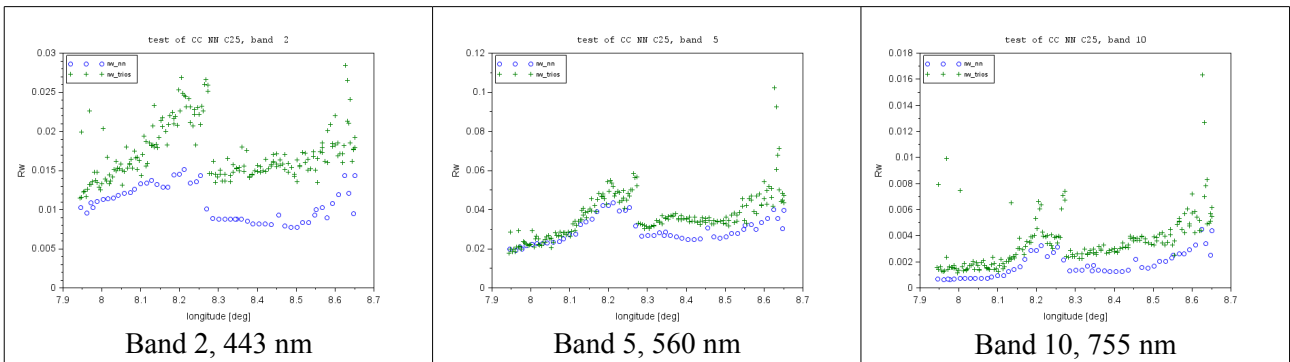 test of CC NN C25, band 2
0.03
0.025
0.02
0.015
0.01
0.005
0
Rw
rw_nn
rw_trios
7.9 8 8.1 8.2 8.3 8.4 8.5 8.6 8.7
longitude [deg]
Band 2, 443 nm
test of CC NN C25, band 5
0.12
0.1
0.08
0.06
0.04
0.02
0
Rw
rw_nn
rw_trios
7.9 8 8.1 8.2 8.3 8.4 8.5 8.6 8.7
longitude [deg]
Band 5, 560 nm
test of CC NN C25, band 10
0.018
0.016
0.014
0.012
0.01
0.008
0.006
0.004
0.002
0
Rw
rw_nn
rw_trios
7.9 8 8.1 8.2 8.3 8.4 8.5 8.6 8.7
longitude [deg]
Band 10, 755 nm